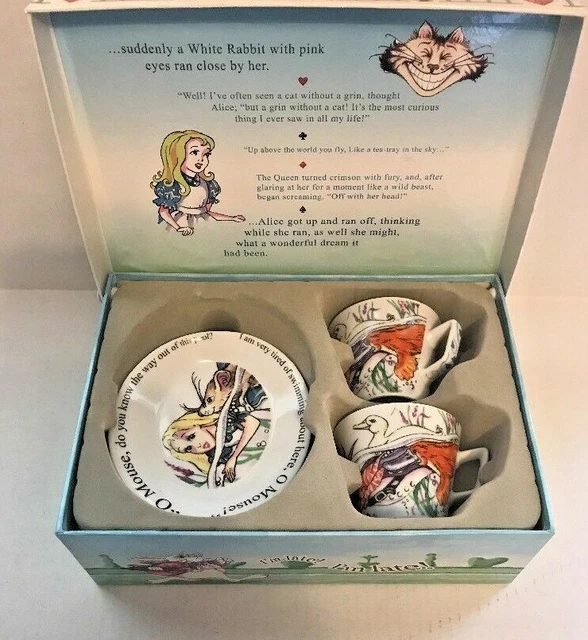 ...suddenly a White Rabbit with pink
eyes ran close by her.
"Well! I've often seen a cat without a grin, thought
Alice; "but a grin without a cat! It's the most curious
thing I ever saw in all my life!"
"Up above the world you fly, Like a tea-tray in the sky..."
The Queen turned crimson with fury, and, after
glaring at her for a moment like a wild beast,
began screaming, "Off with her head!"
...Alice got up and ran off, thinking
while she ran, as well she might,
what a wonderful dream it
had been.
"O Mouse, do you know the way out of this pool?
I am very tired of swimming about here, O Mouse!"
I'm late! I'm late!